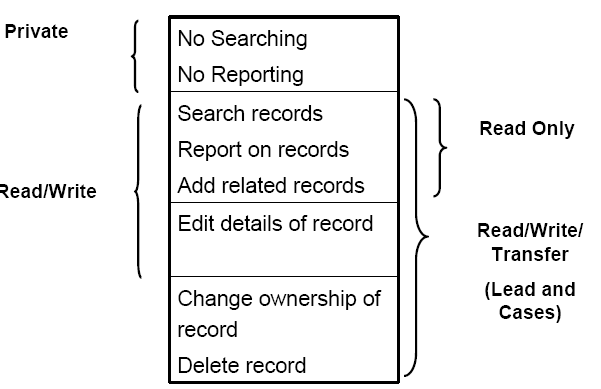 Private
No Searching
No Reporting
Search records
Report on records
Add related records
Read Only
Read/Write
Edit details of record
Read/Write/
Transfer
(Lead and
Cases)
Change ownership of
record
Delete record